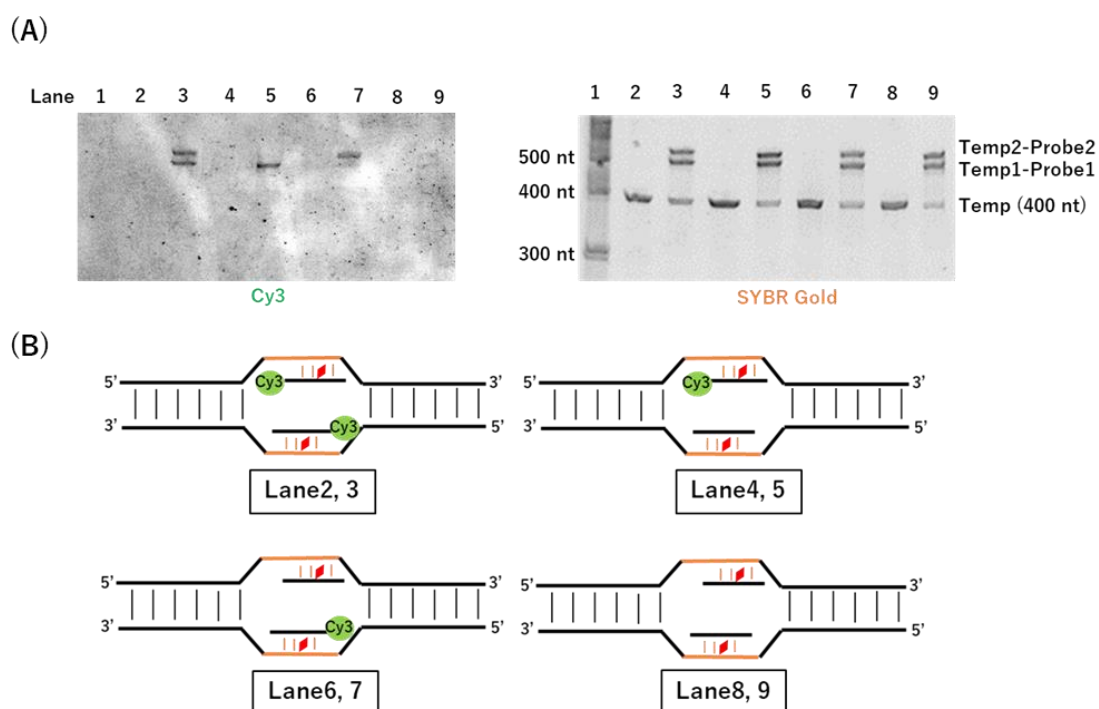 (A)
Lane 1 2 3 4 5 6 7 8 9
Cy3
1 2 3 4 5 6 7 8 9
500 nt
400 nt
300 nt
Temp2-Probe2
Temp1-Probe1
Temp (400 nt)
SYBR Gold
(B)
5’ 3’
Cy3
3’ 5’
Cy3
Lane2, 3
5’ 3’
Cy3
3’ 5’
Lane4, 5
5’ 3’
3’ 5’
Cy3
Lane6, 7
5’ 3’
3’ 5’
Lane8, 9